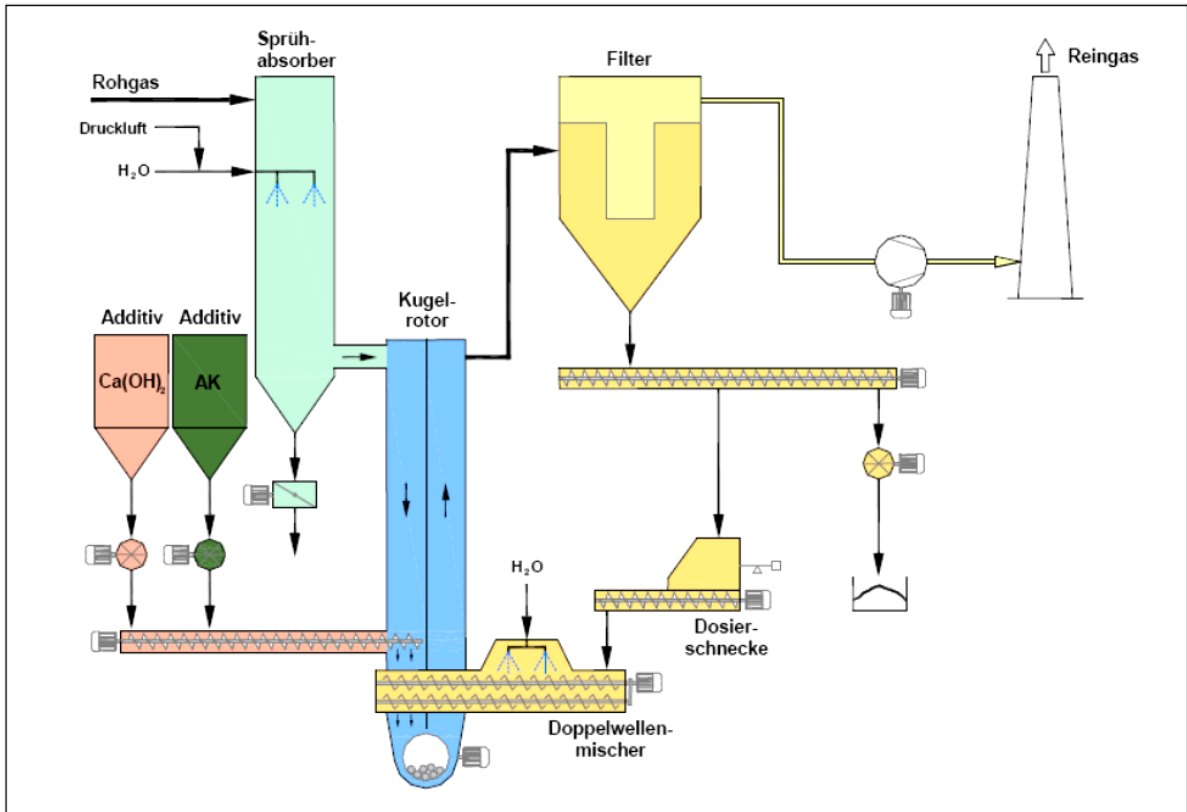 Sprüh-
absorber
Filter
Reingas
Rohgas
Druckluft
H₂O
Kugel-
rotor
Additiv
Additiv
Ca(OH)₂
AK
H₂O
Dosier-
schnecke
Doppelwellen-
mischer